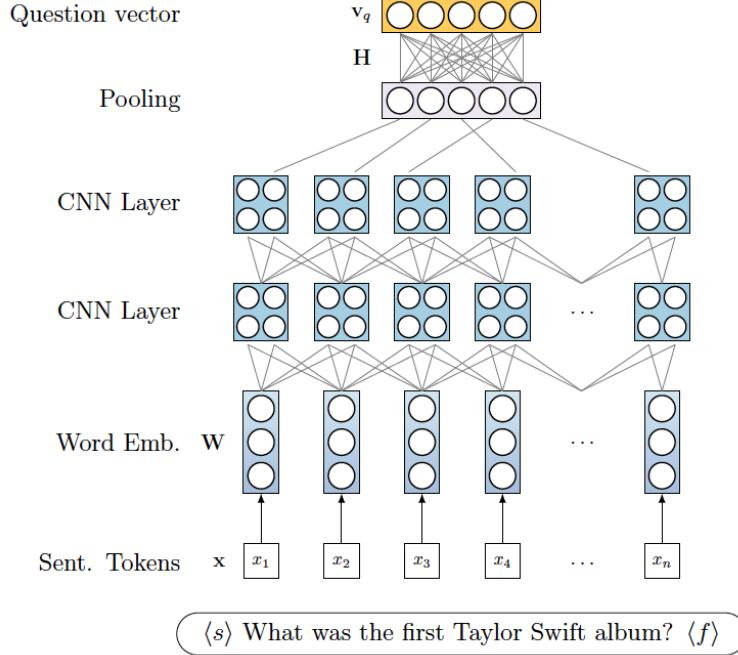 Question vector v_q
H
Pooling
CNN Layer
CNN Layer ...
Word Emb. W ...
Sent. Tokens x x_1 x_2 x_3 x_4 ... x_n
⟨s⟩ What was the first Taylor Swift album? ⟨f⟩